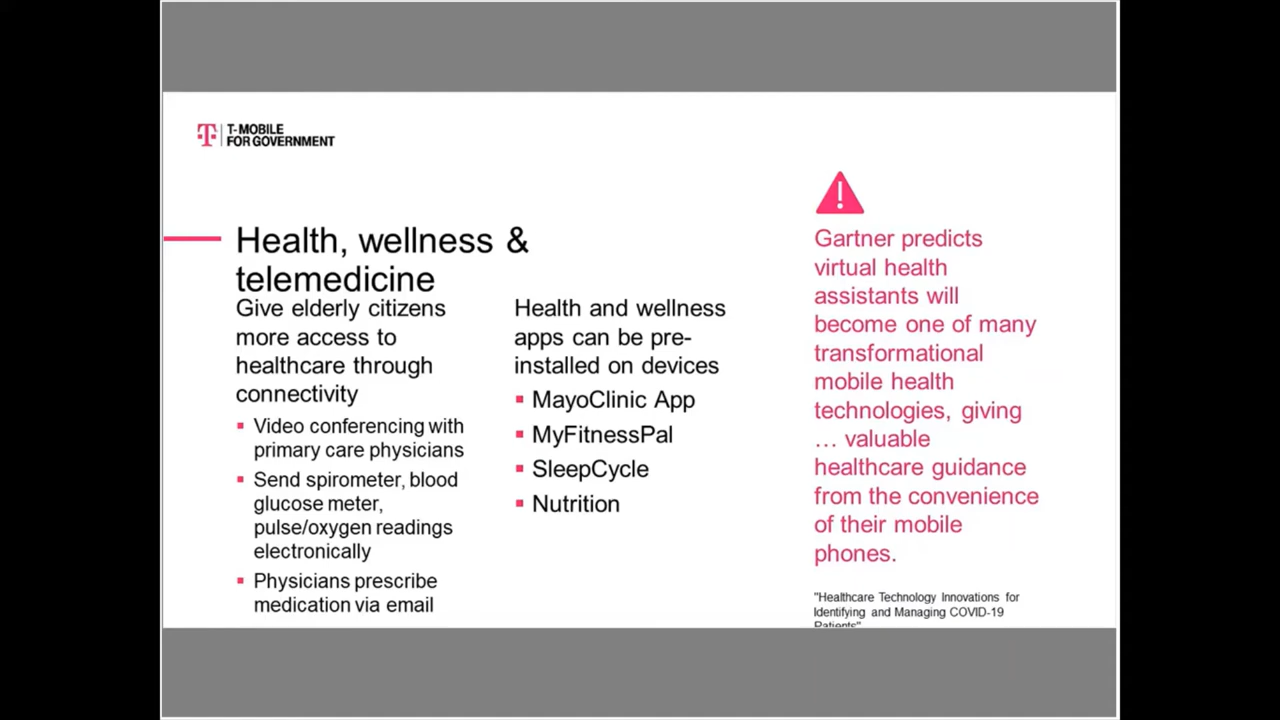 T
T-MOBILE
FOR GOVERNMENT
Health, wellness &
telemedicine
Give elderly citizens
more access to
healthcare through
connectivity
Video conferencing with
primary care physicians
Send spirometer, blood
glucose meter,
pulse/oxygen readings
electronically
Physicians prescribe
medication via email
Health and wellness
apps can be pre-
installed on devices
MayoClinic App
MyFitnessPal
SleepCycle
Nutrition
!
Gartner predicts
virtual health
assistants will
become one of many
transformational
mobile health
technologies, giving
… valuable
healthcare guidance
from the convenience
of their mobile
phones.
"Healthcare Technology Innovations for
Identifying and Managing COVID-19
Patients"